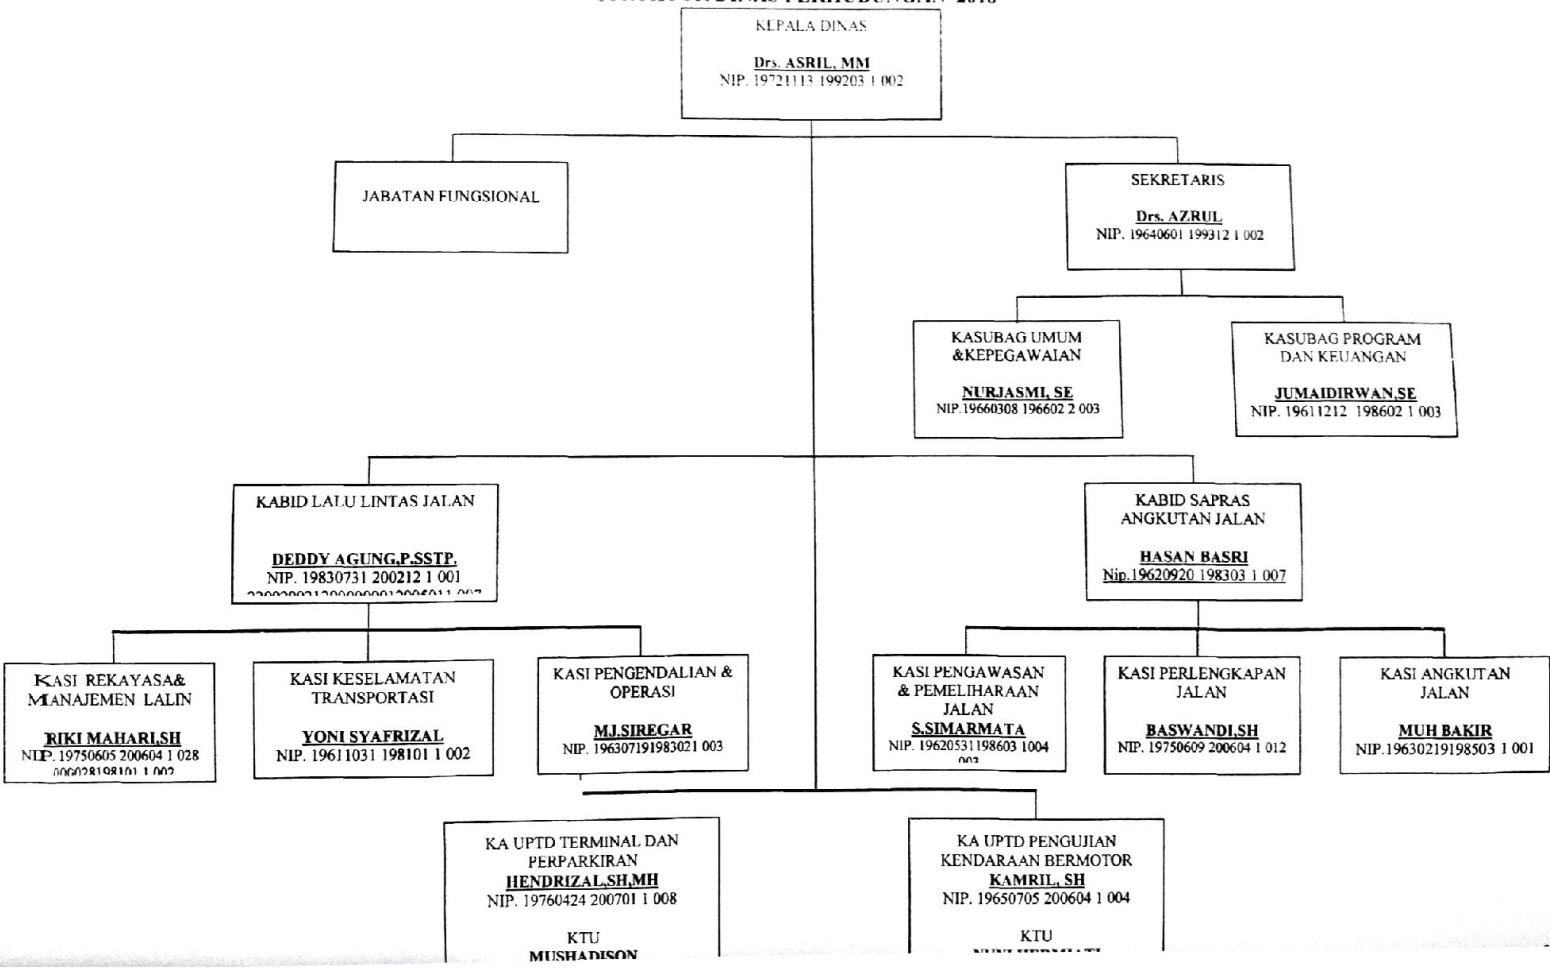 DINAS PERHUBUNGAN 2018
KEPALA DINAS
Drs. ASRIL, MM
NIP. 19721113 199203 1 002
JABATAN FUNGSIONAL
SEKRETARIS
Drs. AZRUL
NIP. 19640601 199312 1 002
KASUBAG UMUM
&KEPEGAWAIAN
NURJASMI, SE
NIP.19660308 196602 2 003
KASUBAG PROGRAM
DAN KEUANGAN
JUMAIDIRWAN,SE
NIP. 19611212 198602 1 003
KABID LALU LINTAS JALAN
DEDDY AGUNG,P.SSTP.
NIP. 19830731 200212 1 001
KABID SAPRAS
ANGKUTAN JALAN
HASAN BASRI
Nip.19620920 198303 1 007
KASI REKAYASA&
MANAJEMEN LALIN
RIKI MAHARI,SH
NIP. 19750605 200604 1 028
KASI KESELAMATAN
TRANSPORTASI
YONI SYAFRIZAL
NIP. 19611031 198101 1 002
KASI PENGENDALIAN &
OPERASI
MJ.SIREGAR
NIP. 196307191983021 003
KASI PENGAWASAN
& PEMELIHARAAN
JALAN
S.SIMARMATA
NIP. 19620531198603 1004
003
KASI PERLENGKAPAN
JALAN
BASWANDI,SH
NIP. 19750609 200604 1 012
KASI ANGKUTAN
JALAN
MUH BAKIR
NIP.19630219198503 1 001
KA UPTD TERMINAL DAN
PERPARKIRAN
HENDRIZAL,SH,MH
NIP. 19760424 200701 1 008
KTU
MUSHADISON
KA UPTD PENGUJIAN
KENDARAAN BERMOTOR
KAMRIL, SH
NIP. 19650705 200604 1 004
KTU